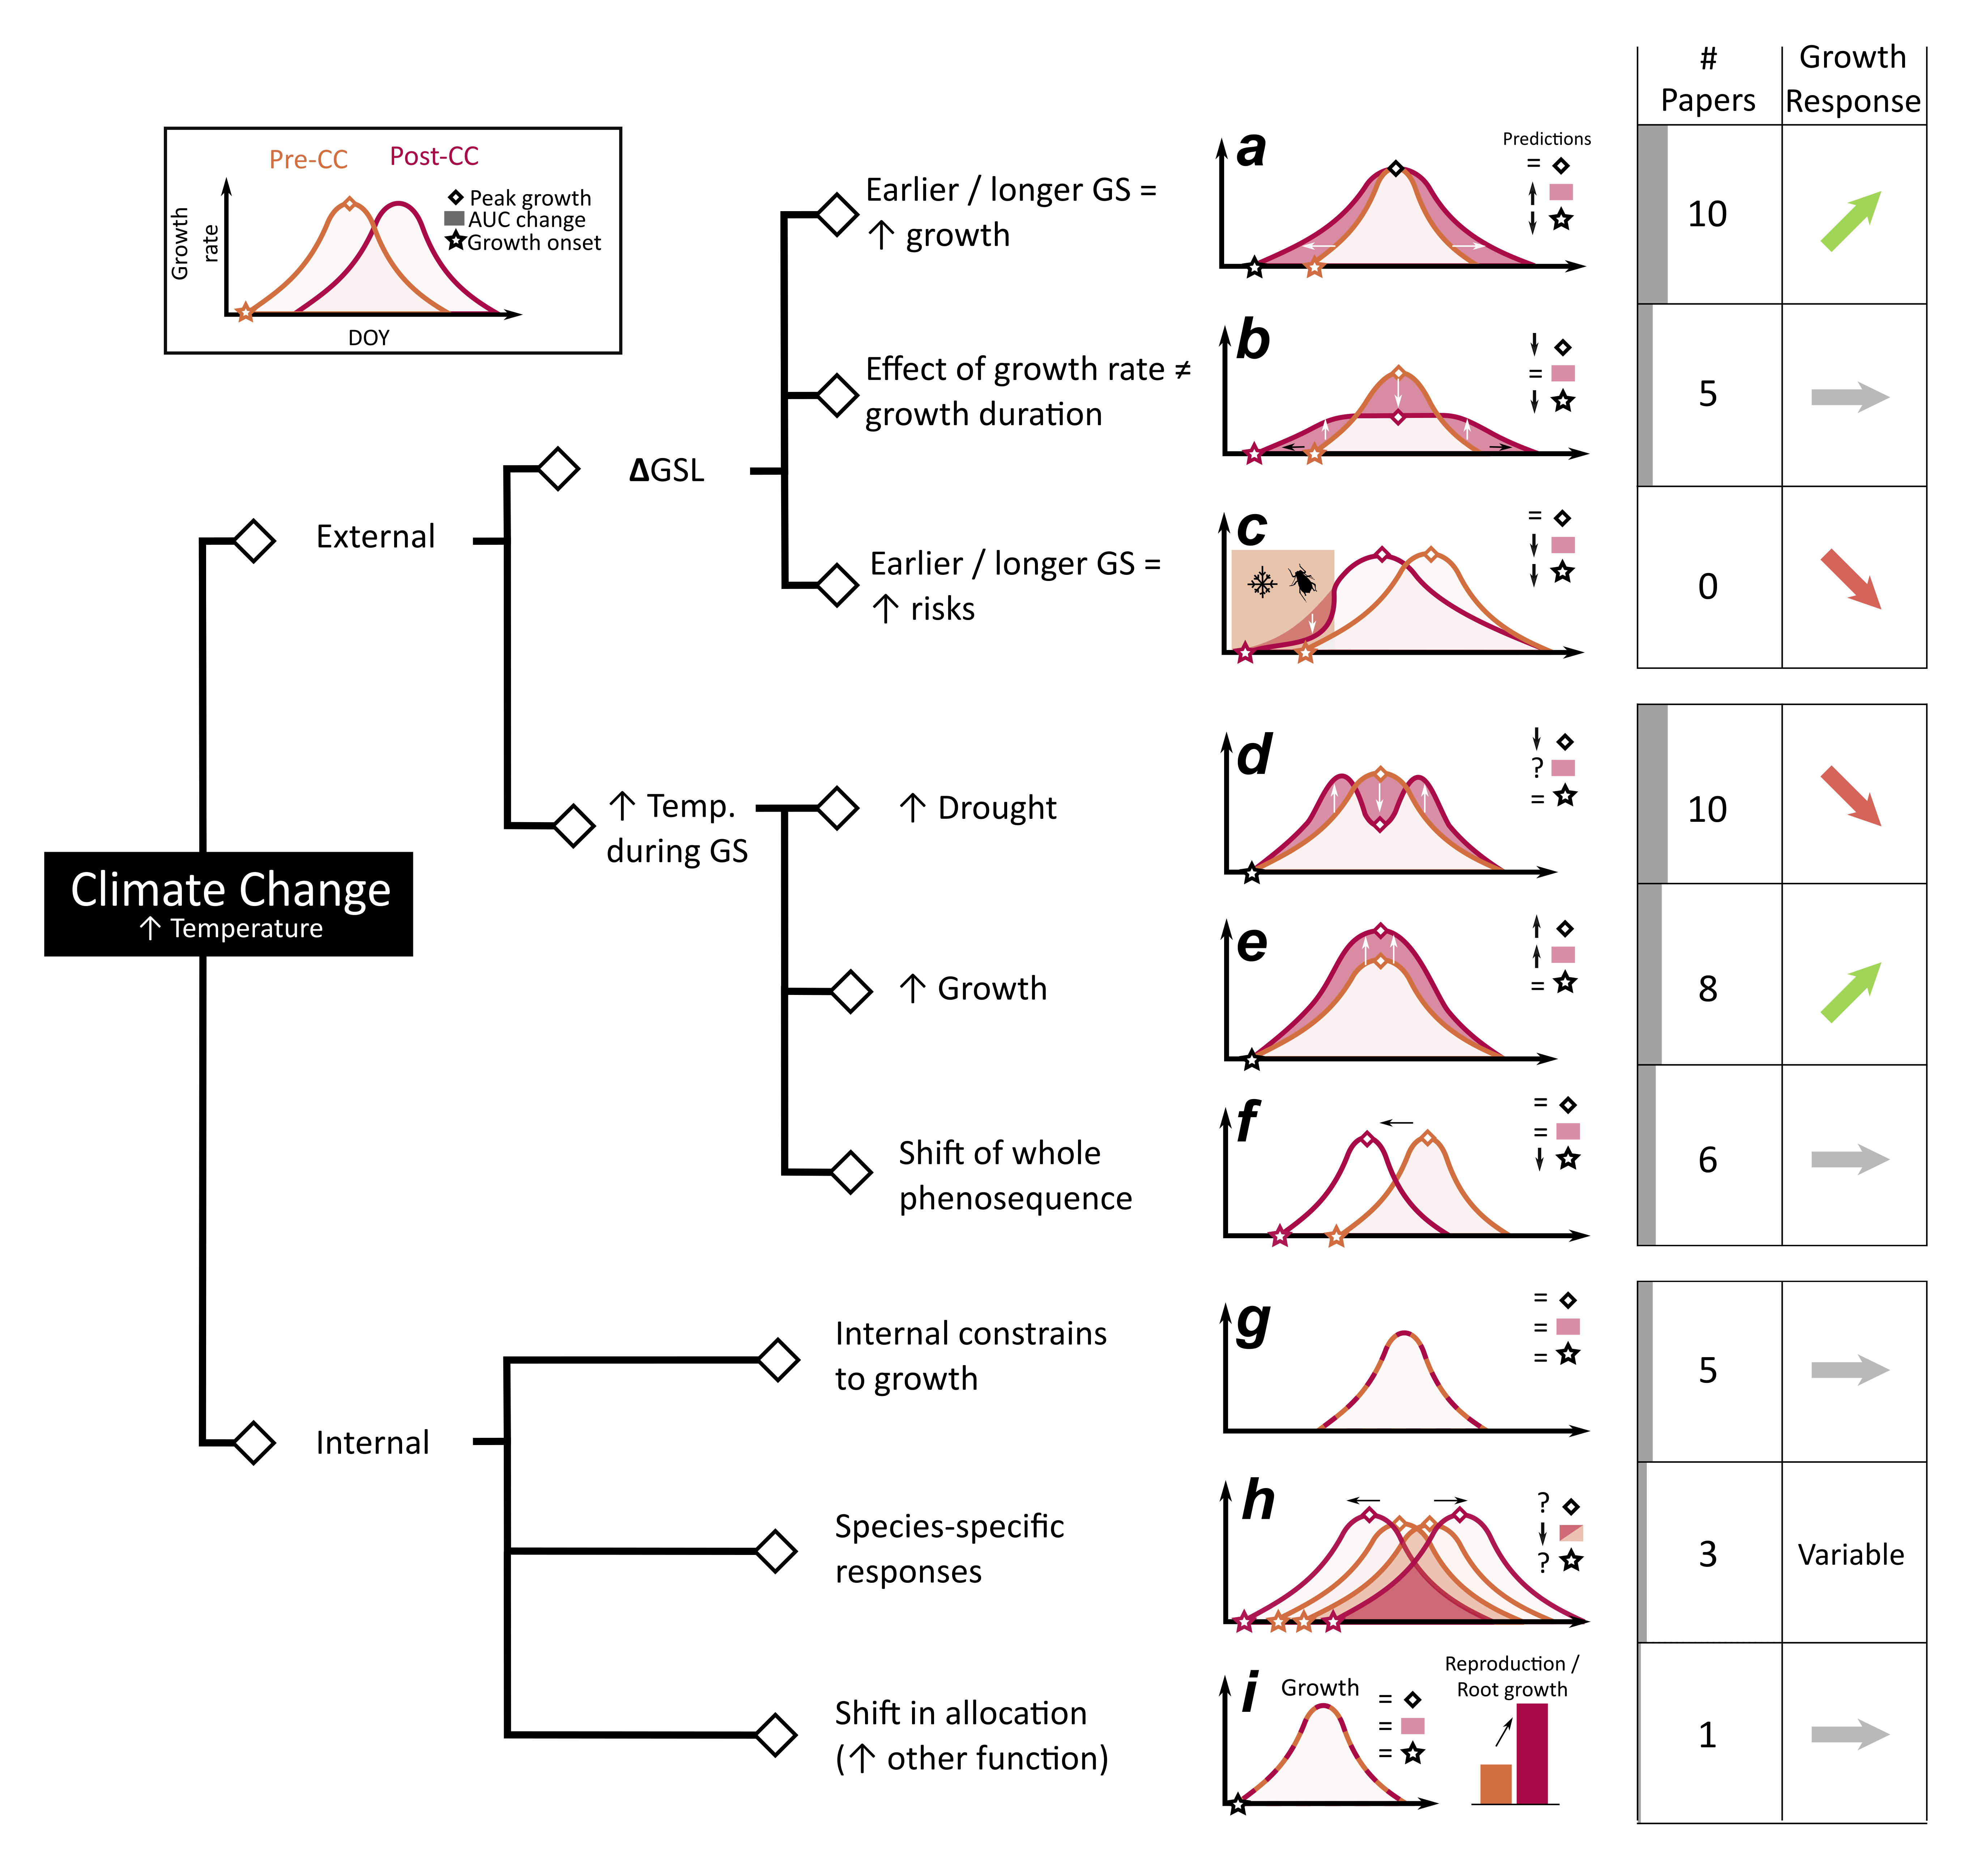 # Papers
Growth Response
Pre-CC
Post-CC
Peak growth
AUC change
Growth onset
Growth rate
DOY
Climate Change
↑ Temperature
External
ΔGSL
Earlier / longer GS =
↑ growth
a
Predictions
=
↑
↓
10
Effect of growth rate ≠
growth duration
b
↓
=
↓
5
Earlier / longer GS =
↑ risks
c
=
↓
↓
0
↑ Temp.
during GS
↑ Drought
d
↓
?
=
10
↑ Growth
e
↑
↑
=
8
Shift of whole
phenosequence
f
=
=
↓
6
Internal
Internal constrains
to growth
g
=
=
=
5
Species-specific
responses
h
?
↓
?
3
Variable
Shift in allocation
(↑ other function)
i
Growth
=
=
=
Reproduction /
Root growth
1